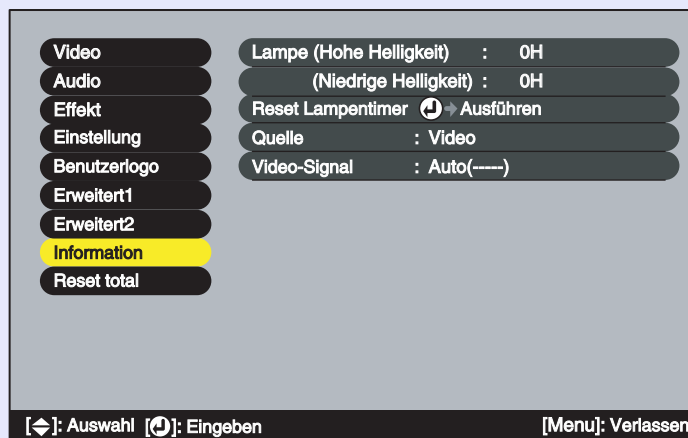 Video
Audio
Effekt
Einstellung
Benutzerlogo
Erweitert1
Erweitert2
Information
Reset total
Lampe (Hohe Helligkeit) : 0H
(Niedrige Helligkeit) : 0H
Reset Lampentimer Ausführen
Quelle : Video
Video-Signal : Auto(-----)
[ ]: Auswahl [ ]: Eingeben [Menu]: Verlassen